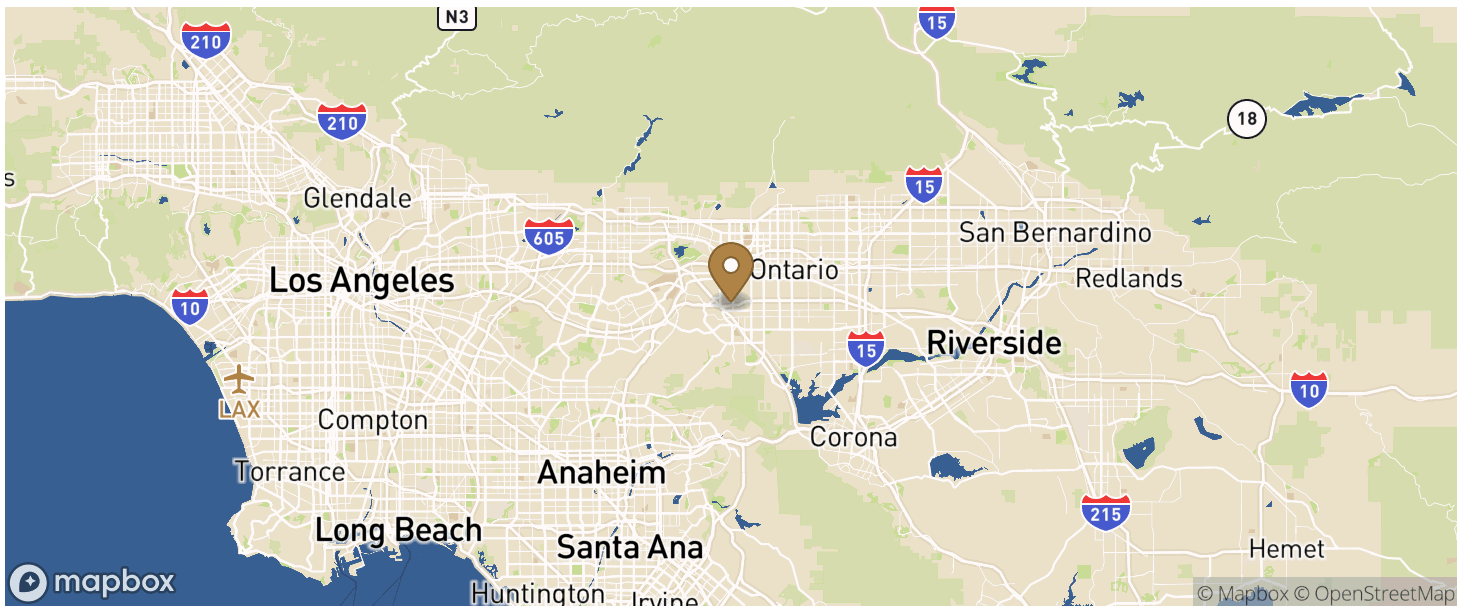 N3
15
210
210
18
s
15
Glendale
605
San Bernardino
Ontario
Redlands
Los Angeles
10
Riverside
15
10
LAX
Compton
Corona
Torrance
Anaheim
215
Long Beach
Santa Ana
Hemet
mapbox
Huntington
Irvine
© Mapbox © OpenStreetMap